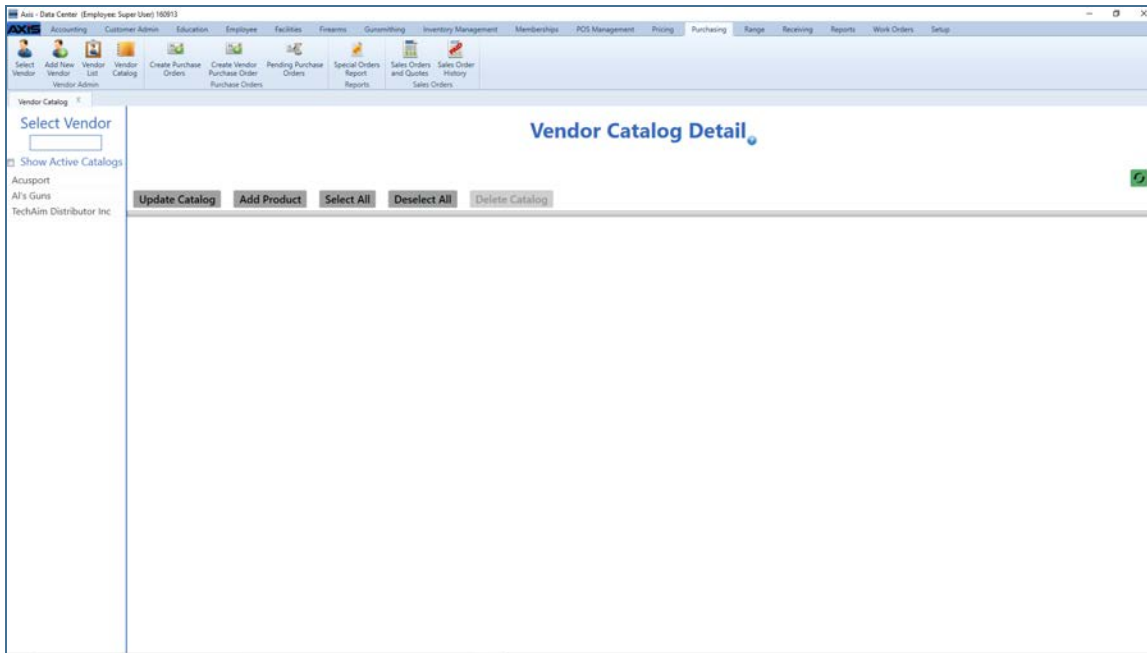 Axis - Data Center (Employee: Super User) 160913
AXIS Accounting Customer Admin Education Employee Facilities Firearms Gunsmithing Inventory Management Memberships POS Management Pricing Purchasing Range Receiving Reports Work Orders Setup
Select Vendor Add New Vendor Vendor List Vendor Catalog Create Purchase Orders Create Vendor Purchase Order Pending Purchase Orders Special Orders Report Sales Orders and Quotes Sales Order History
Vendor Admin Purchase Orders Reports Sales Orders
Vendor Catalog
Select Vendor
Vendor Catalog Detail
Show Active Catalogs
Acusport
Al's Guns
TechAim Distributor Inc
Update Catalog Add Product Select All Deselect All Delete Catalog